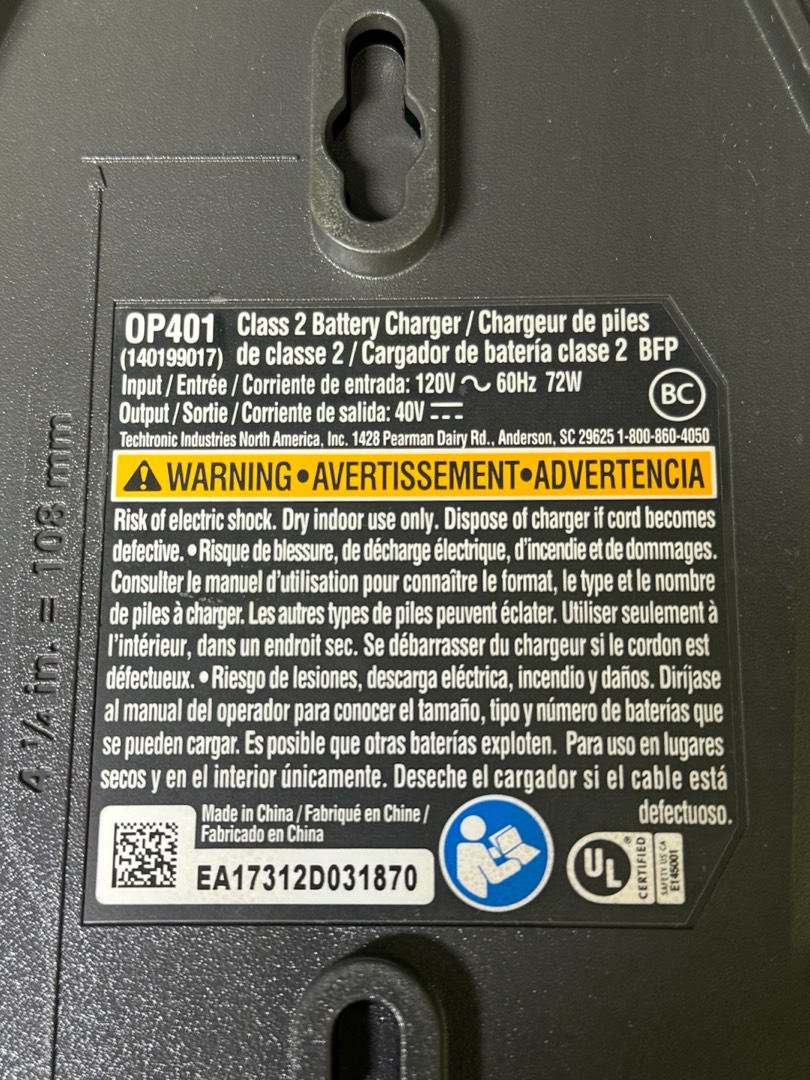 OP401 Class 2 Battery Charger / Chargeur de piles
(140199017) de classe 2 / Cargador de batería clase 2 BFP
Input / Entrée / Corriente de entrada: 120V ~ 60Hz 72W
BC
Output / Sortie / Corriente de salida: 40V ⎓
Techtronic Industries North America, Inc. 1428 Pearman Dairy Rd., Anderson, SC 29625 1-800-860-4050
WARNING • AVERTISSEMENT • ADVERTENCIA
Risk of electric shock. Dry indoor use only. Dispose of charger if cord becomes
defective. • Risque de blessure, de décharge électrique, d'incendie et de dommages.
Consulter le manuel d'utilisation pour connaître le format, le type et le nombre
de piles à charger. Les autres types de piles peuvent éclater. Utiliser seulement à
l'intérieur, dans un endroit sec. Se débarrasser du chargeur si le cordon est
défectueux. • Riesgo de lesiones, descarga eléctrica, incendio y daños. Diríjase
al manual del operador para conocer el tamaño, tipo y número de baterías que
se pueden cargar. Es posible que otras baterías exploten. Para uso en lugares
secos y en el interior únicamente. Deseche el cargador si el cable está
defectuoso.
Made in China / Fabriqué en Chine /
Fabricado en China
EA17312D031870
UL ®
CERTIFIED
SAFETY US CA
E145001
4 1/4 in. = 108 mm